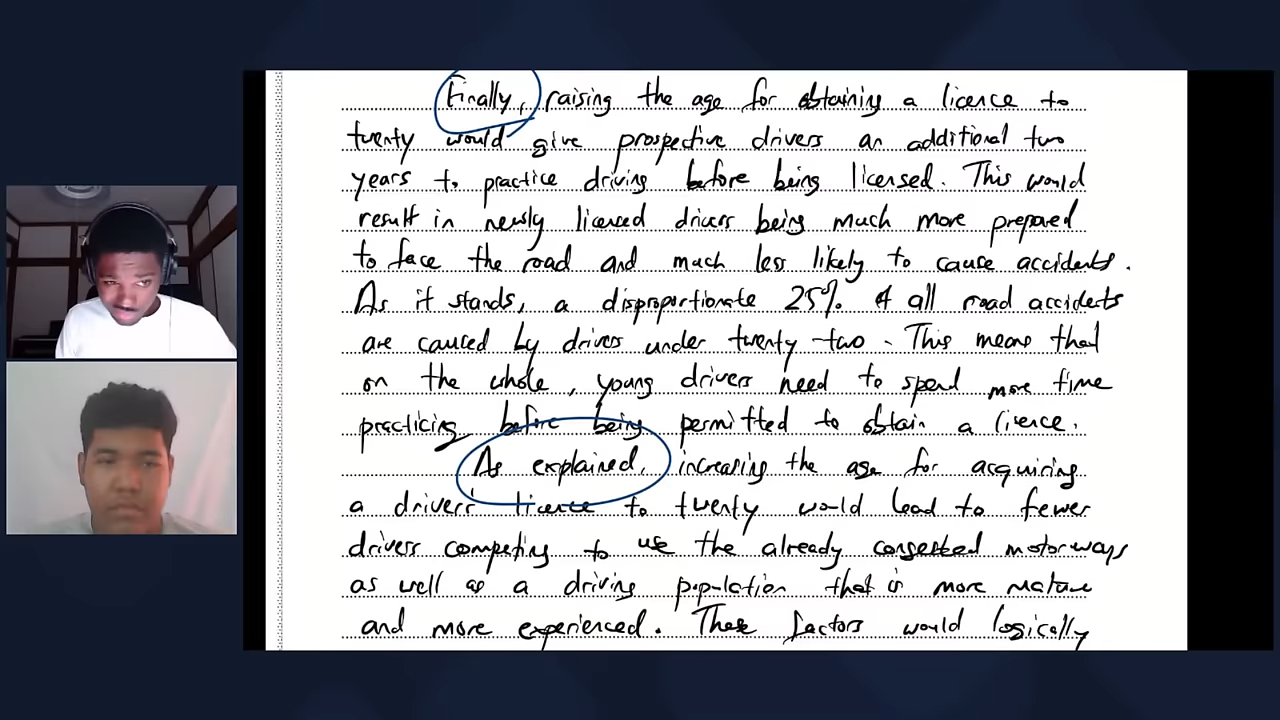 Finally, raising the age for obtaining a licence to
twenty would give prospective drivers an additional two
years to practice driving before being licensed. This would
result in newly licenced drivers being much more prepared
to face the road and much less likely to cause accidents.
As it stands, a disproportionate 25% of all road accidents
are caused by drivers under twenty-two. This means that
on the whole, young drivers need to spend more time
practicing before being permitted to obtain a licence.
As explained, increasing the age for acquiring
a drivers' licence to twenty would lead to fewer
drivers competing to use the already congested motorways
as well as a driving population that is more mature
and more experienced. These factors would logically